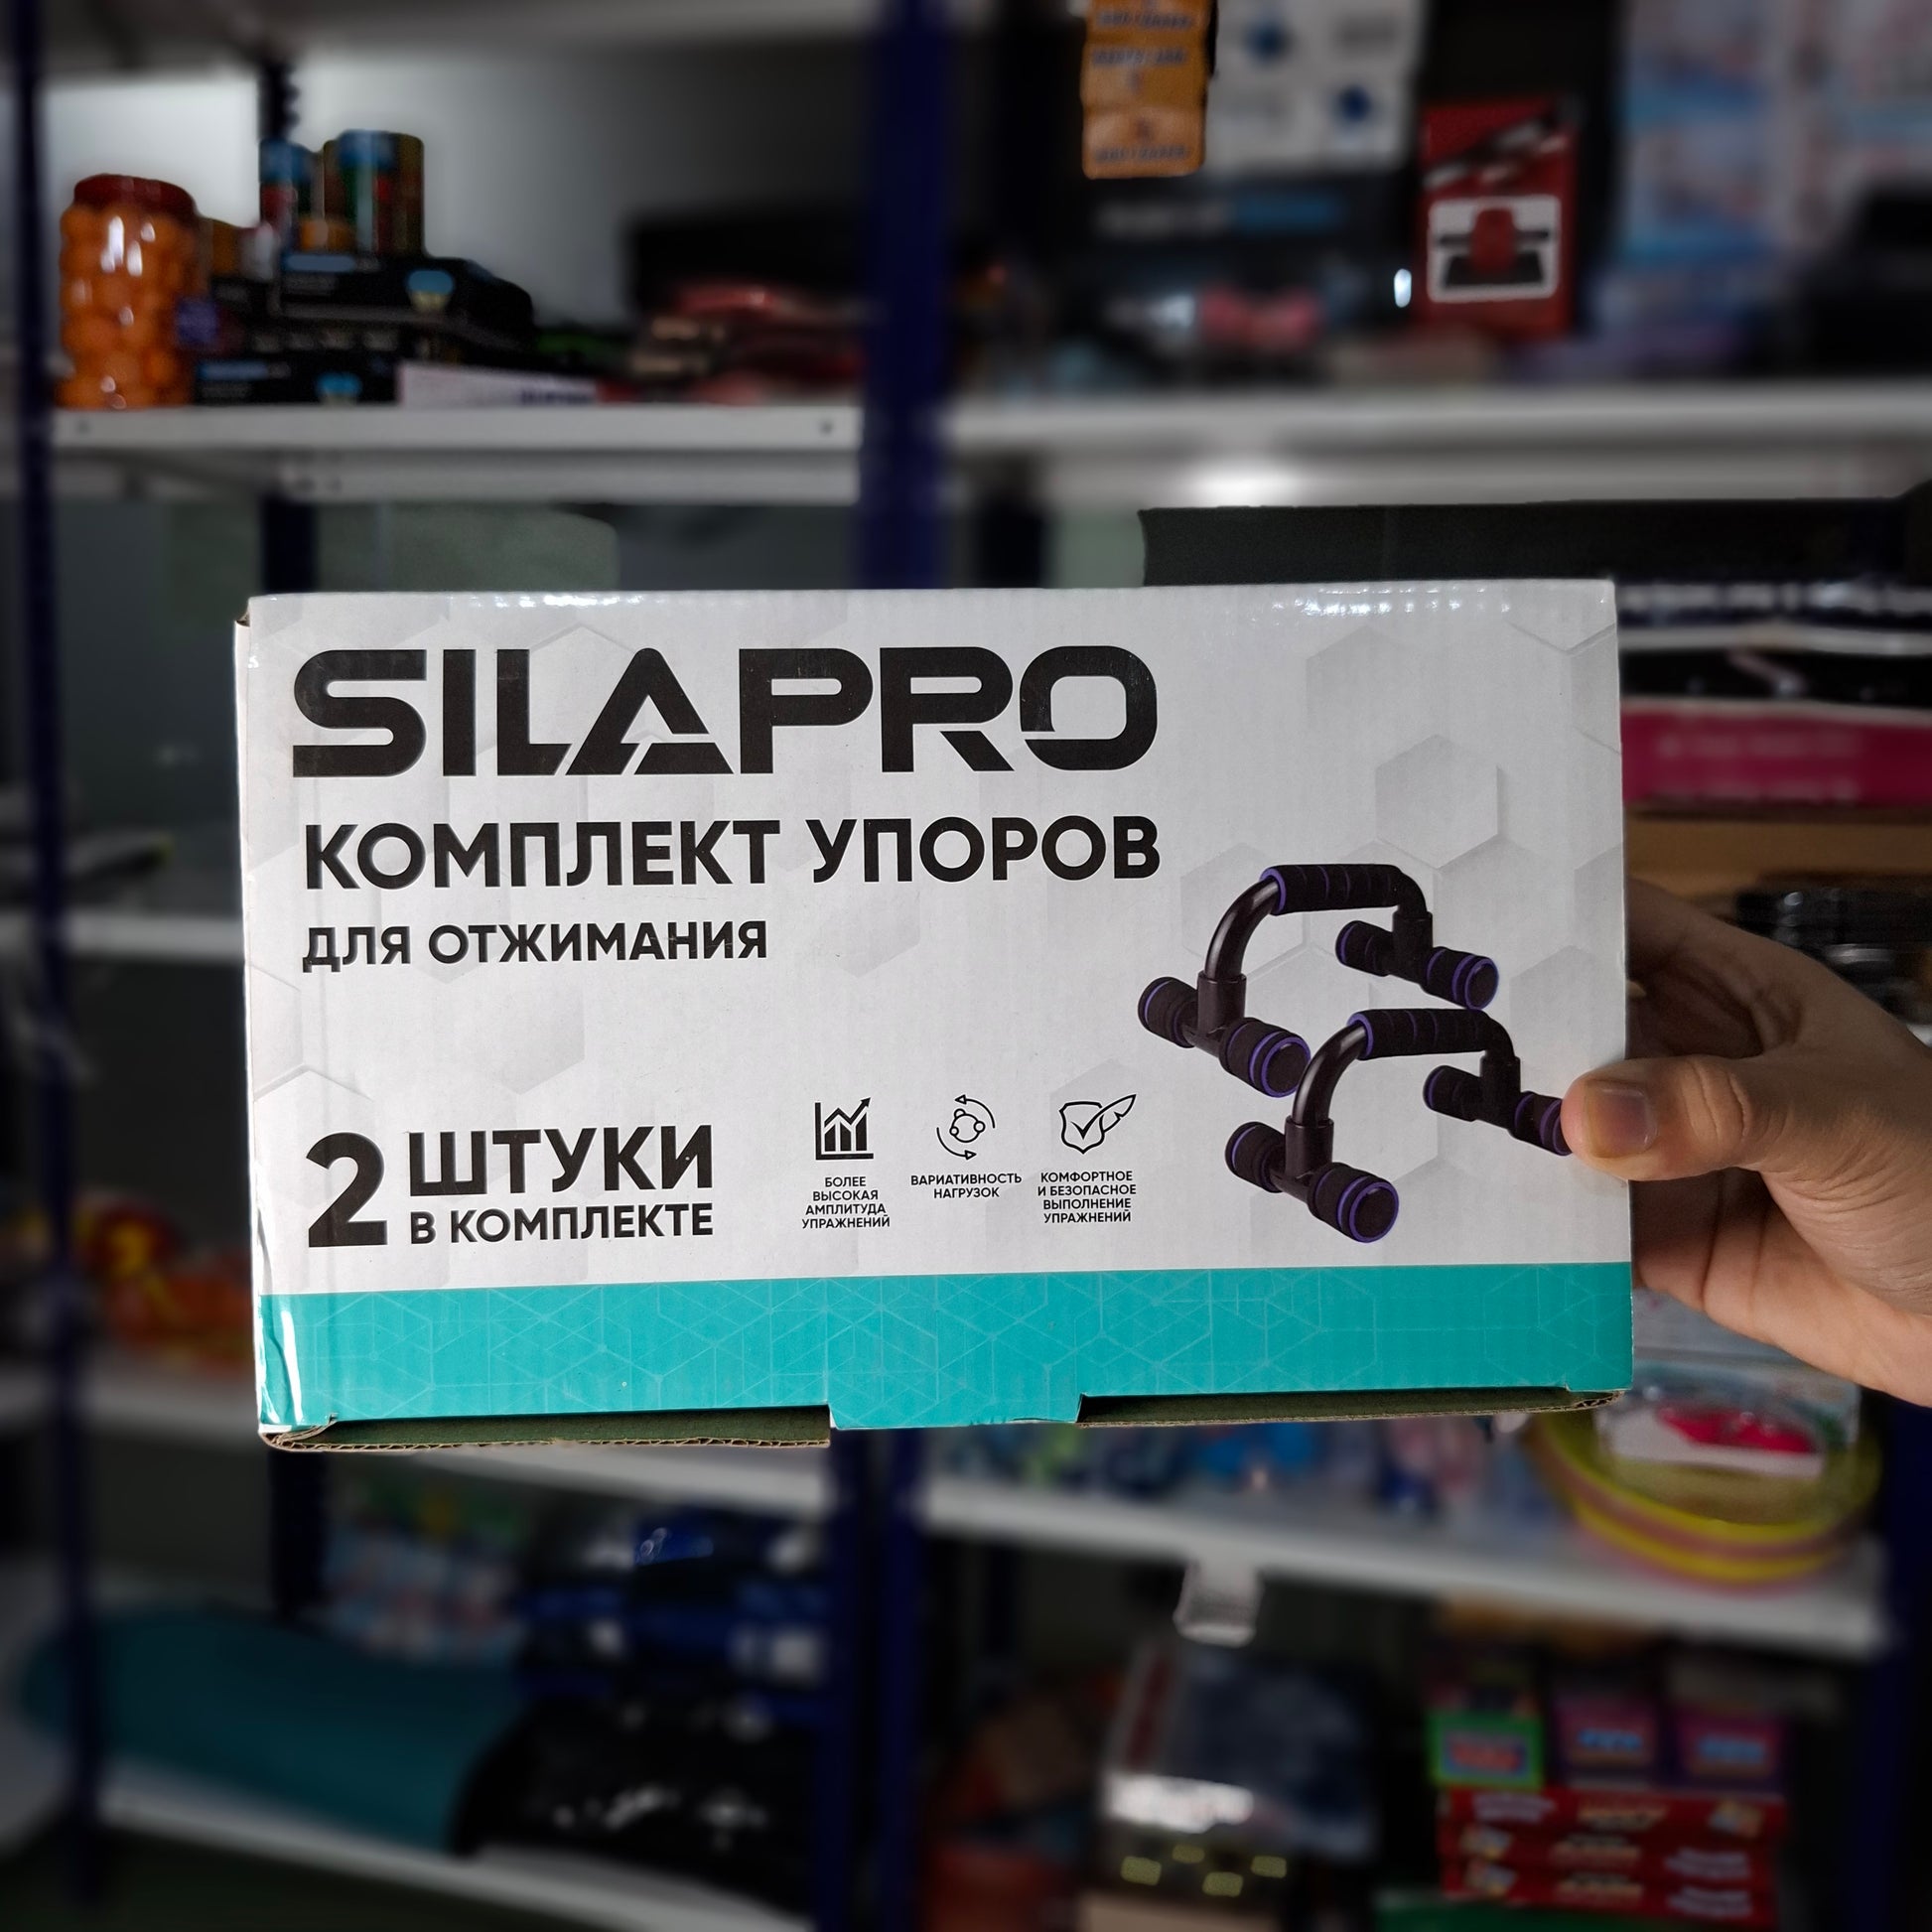 SILAPRO
КОМПЛЕКТ УПОРОВ
ДЛЯ ОТЖИМАНИЯ
2 ШТУКИ
В КОМПЛЕКТЕ
БОЛЕЕ
ВЫСОКАЯ
АМПЛИТУДА
УПРАЖНЕНИЙ
ВАРИАТИВНОСТЬ
НАГРУЗОК
КОМФОРТНОЕ
И БЕЗОПАСНОЕ
ВЫПОЛНЕНИЕ
УПРАЖНЕНИЙ